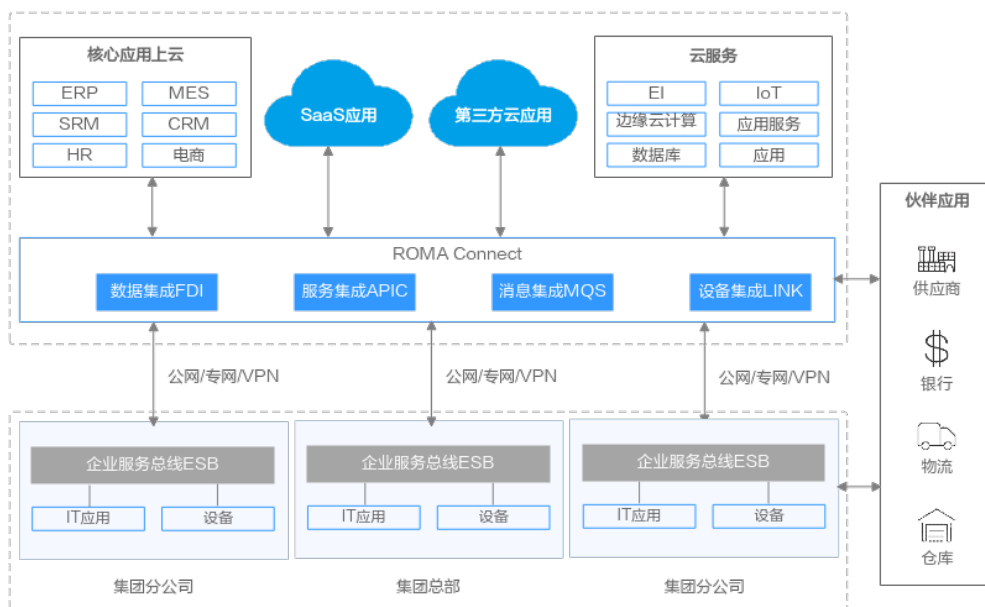 核心应用上云
ERP
MES
SRM
CRM
HR
电商
SaaS应用
第三方云应用
云服务
EI
IoT
边缘云计算
应用服务
数据库
应用
ROMA Connect
数据集成FDI
服务集成APIC
消息集成MQS
设备集成LINK
公网/专网/VPN
公网/专网/VPN
公网/专网/VPN
企业服务总线ESB
IT应用
设备
集团分公司
企业服务总线ESB
IT应用
设备
集团总部
企业服务总线ESB
IT应用
设备
集团分公司
伙伴应用
供应商
银行
物流
仓库